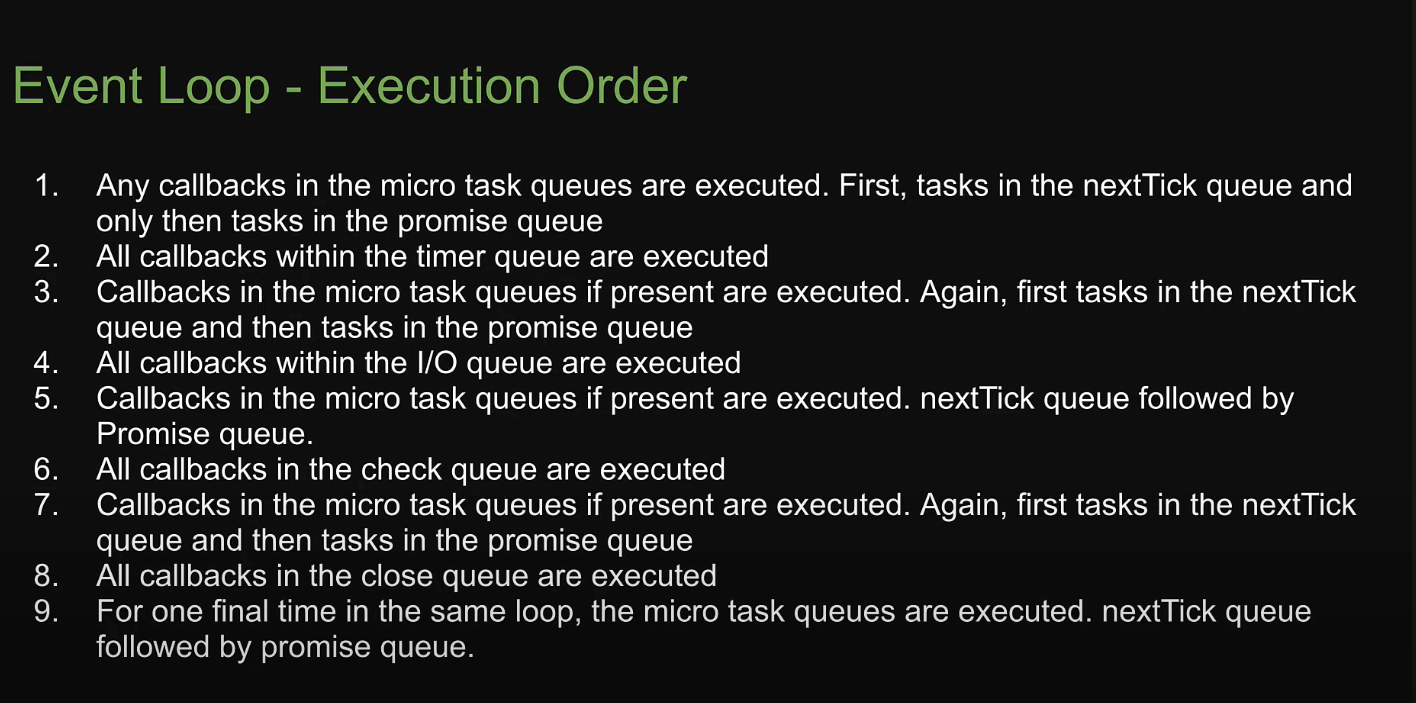 Event Loop - Execution Order
1. Any callbacks in the micro task queues are executed. First, tasks in the nextTick queue and
only then tasks in the promise queue
2. All callbacks within the timer queue are executed
3. Callbacks in the micro task queues if present are executed. Again, first tasks in the nextTick
queue and then tasks in the promise queue
4. All callbacks within the I/O queue are executed
5. Callbacks in the micro task queues if present are executed. nextTick queue followed by
Promise queue.
6. All callbacks in the check queue are executed
7. Callbacks in the micro task queues if present are executed. Again, first tasks in the nextTick
queue and then tasks in the promise queue
8. All callbacks in the close queue are executed
9. For one final time in the same loop, the micro task queues are executed. nextTick queue
followed by promise queue.